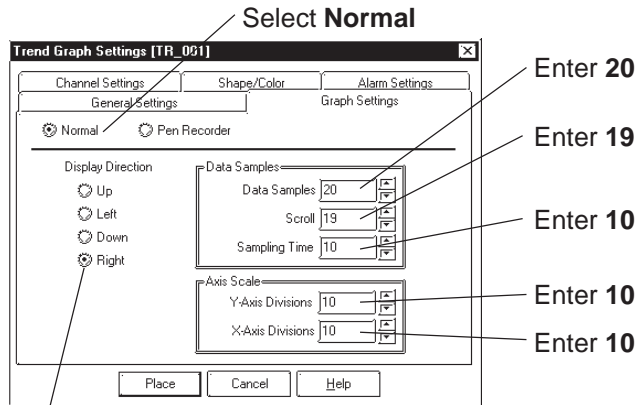 Select Normal
Trend Graph Settings [TR_001]
Channel Settings
Shape/Color
Alarm Settings
General Settings
Graph Settings
Normal
Pen Recorder
Display Direction
Up
Left
Down
Right
Data Samples
Data Samples 20
Scroll 19
Sampling Time 10
Axis Scale
Y-Axis Divisions 10
X-Axis Divisions 10
Place
Cancel
Help
Enter 20
Enter 19
Enter 10
Enter 10
Enter 10